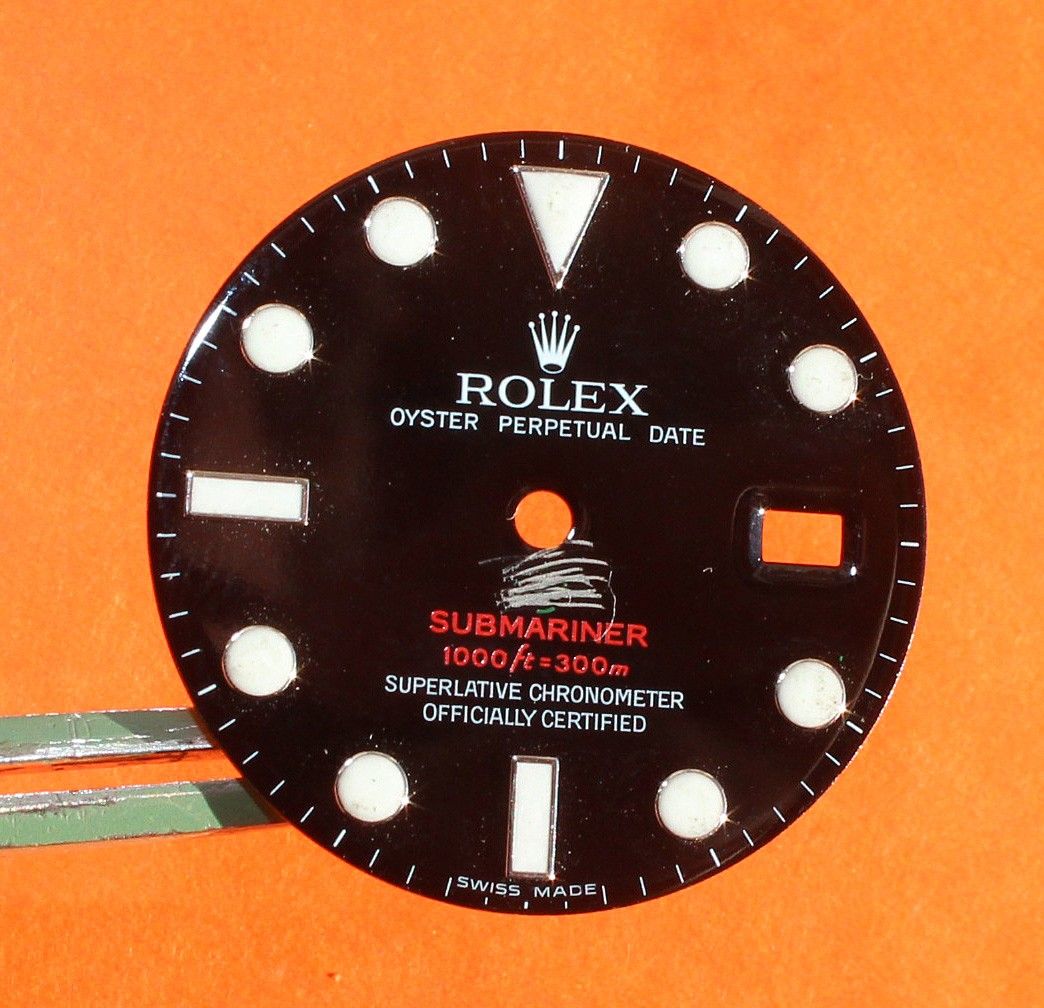 ROLEX
OYSTER PERPETUAL DATE
SUBMARINER
1000ft=300m
SUPERLATIVE CHRONOMETER
OFFICIALLY CERTIFIED
SWISS MADE